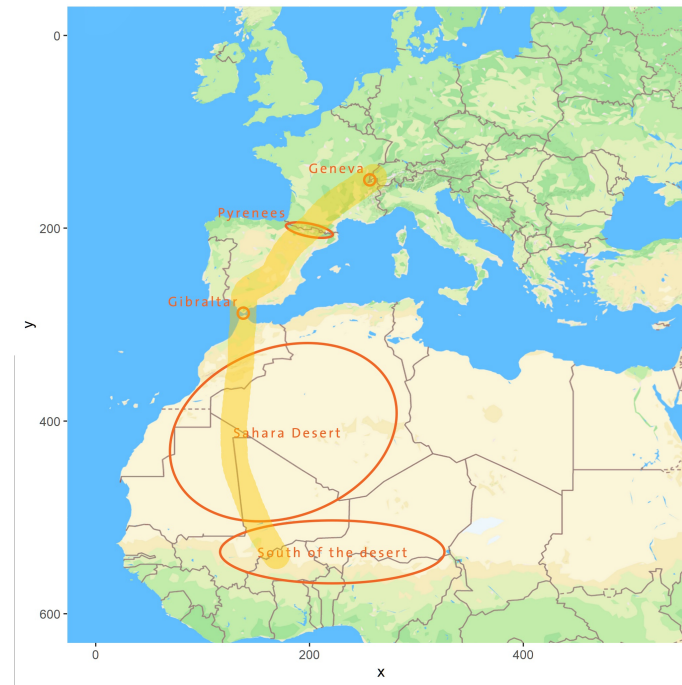 0
Geneva
Pyrenees
200
Gibraltar
y
400
Sahara Desert
South of the desert
600
0
200
400
x